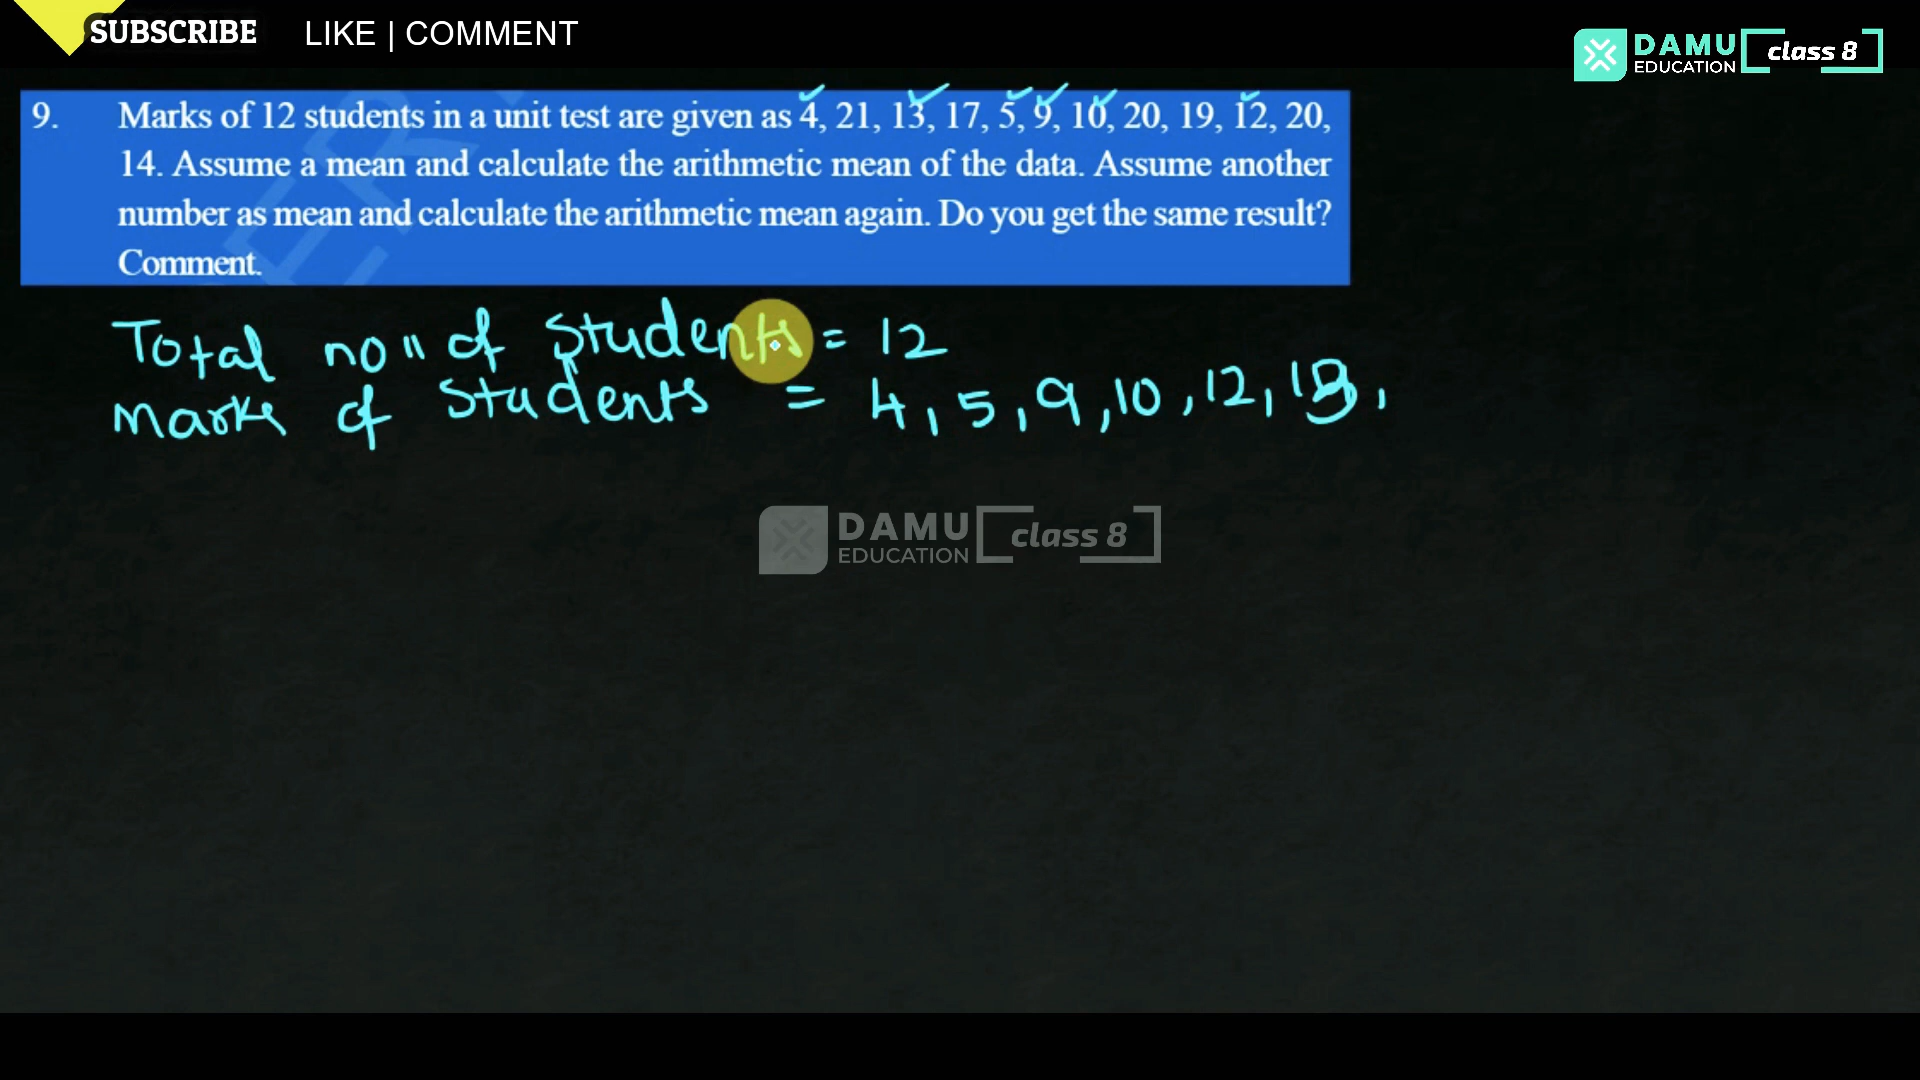 SUBSCRIBE LIKE | COMMENT
DAMU EDUCATION class 8
9. Marks of 12 students in a unit test are given as 4, 21, 13, 17, 5, 9, 10, 20, 19, 12, 20,
14. Assume a mean and calculate the arithmetic mean of the data. Assume another
number as mean and calculate the arithmetic mean again. Do you get the same result?
Comment.
Total no" of students = 12
Marks of students = 4, 5, 9, 10, 12, 13,
DAMU EDUCATION class 8